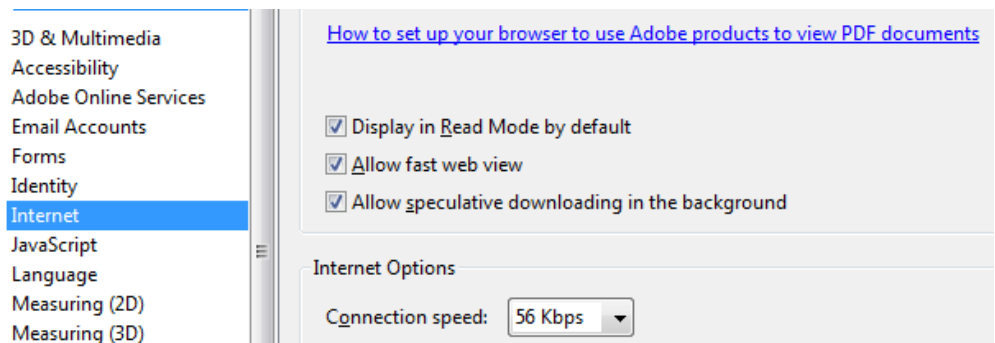 3D & Multimedia
Accessibility
Adobe Online Services
Email Accounts
Forms
Identity
Internet
JavaScript
Language
Measuring (2D)
Measuring (3D)
How to set up your browser to use Adobe products to view PDF documents
Display in Read Mode by default
Allow fast web view
Allow speculative downloading in the background
Internet Options
Connection speed: 56 Kbps